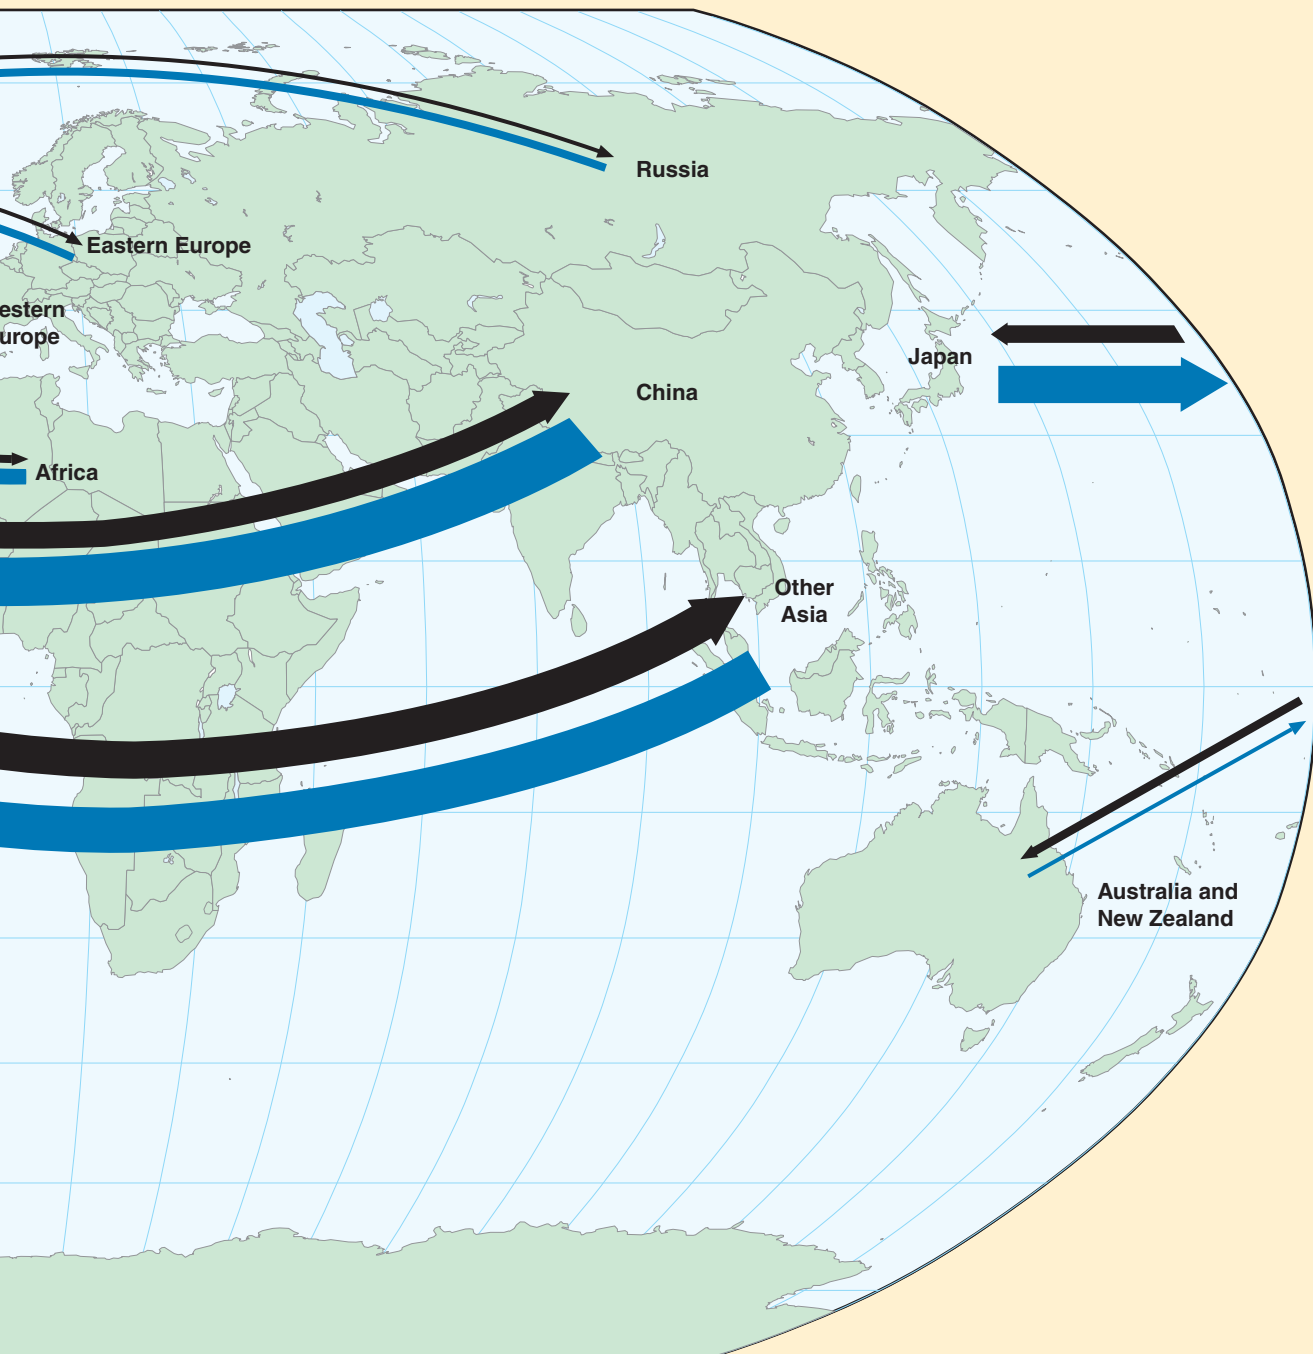 Russia
Eastern Europe
estern
urope
Japan
China
Africa
Other
Asia
Australia and
New Zealand